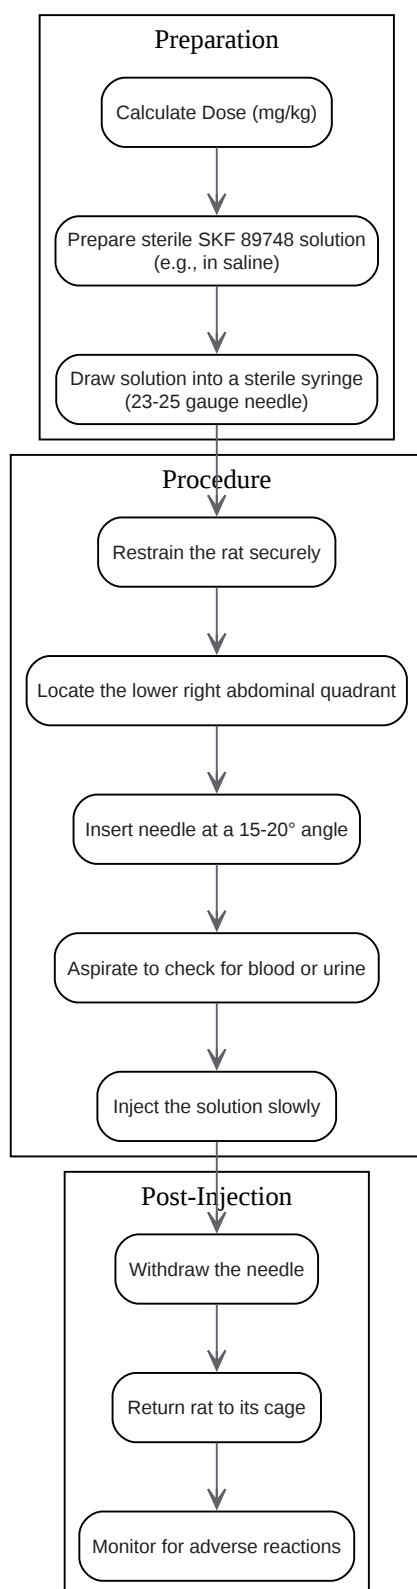 Preparation
Calculate Dose (mg/kg)
Prepare sterile SKF 89748 solution
(e.g., in saline)
Draw solution into a sterile syringe
(23-25 gauge needle)
Procedure
Restrain the rat securely
Locate the lower right abdominal quadrant
Insert needle at a 15-20° angle
Aspirate to check for blood or urine
Inject the solution slowly
Post-Injection
Withdraw the needle
Return rat to its cage
Monitor for adverse reactions